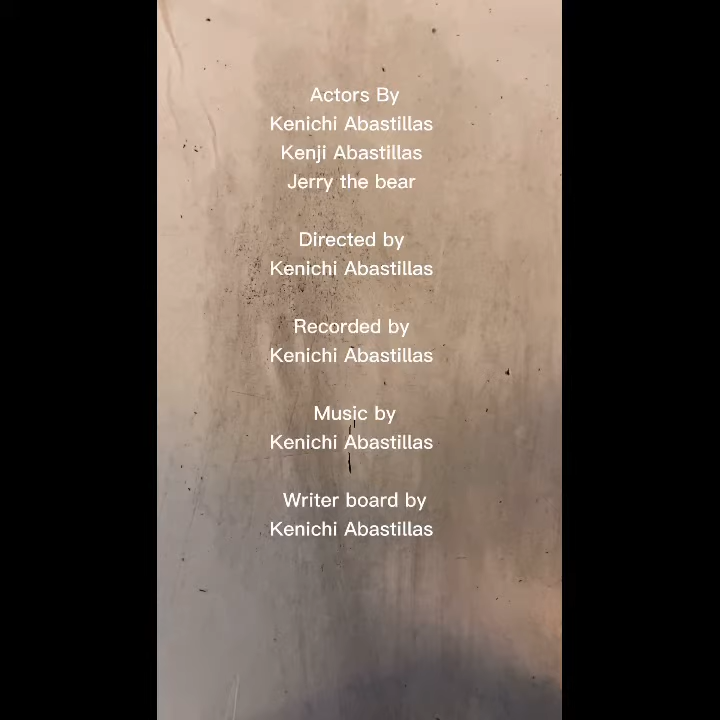 Actors By
Kenichi Abastillas
Kenji Abastillas
Jerry the bear
Directed by
Kenichi Abastillas
Recorded by
Kenichi Abastillas
Music by
Kenichi Abastillas
Writer board by
Kenichi Abastillas